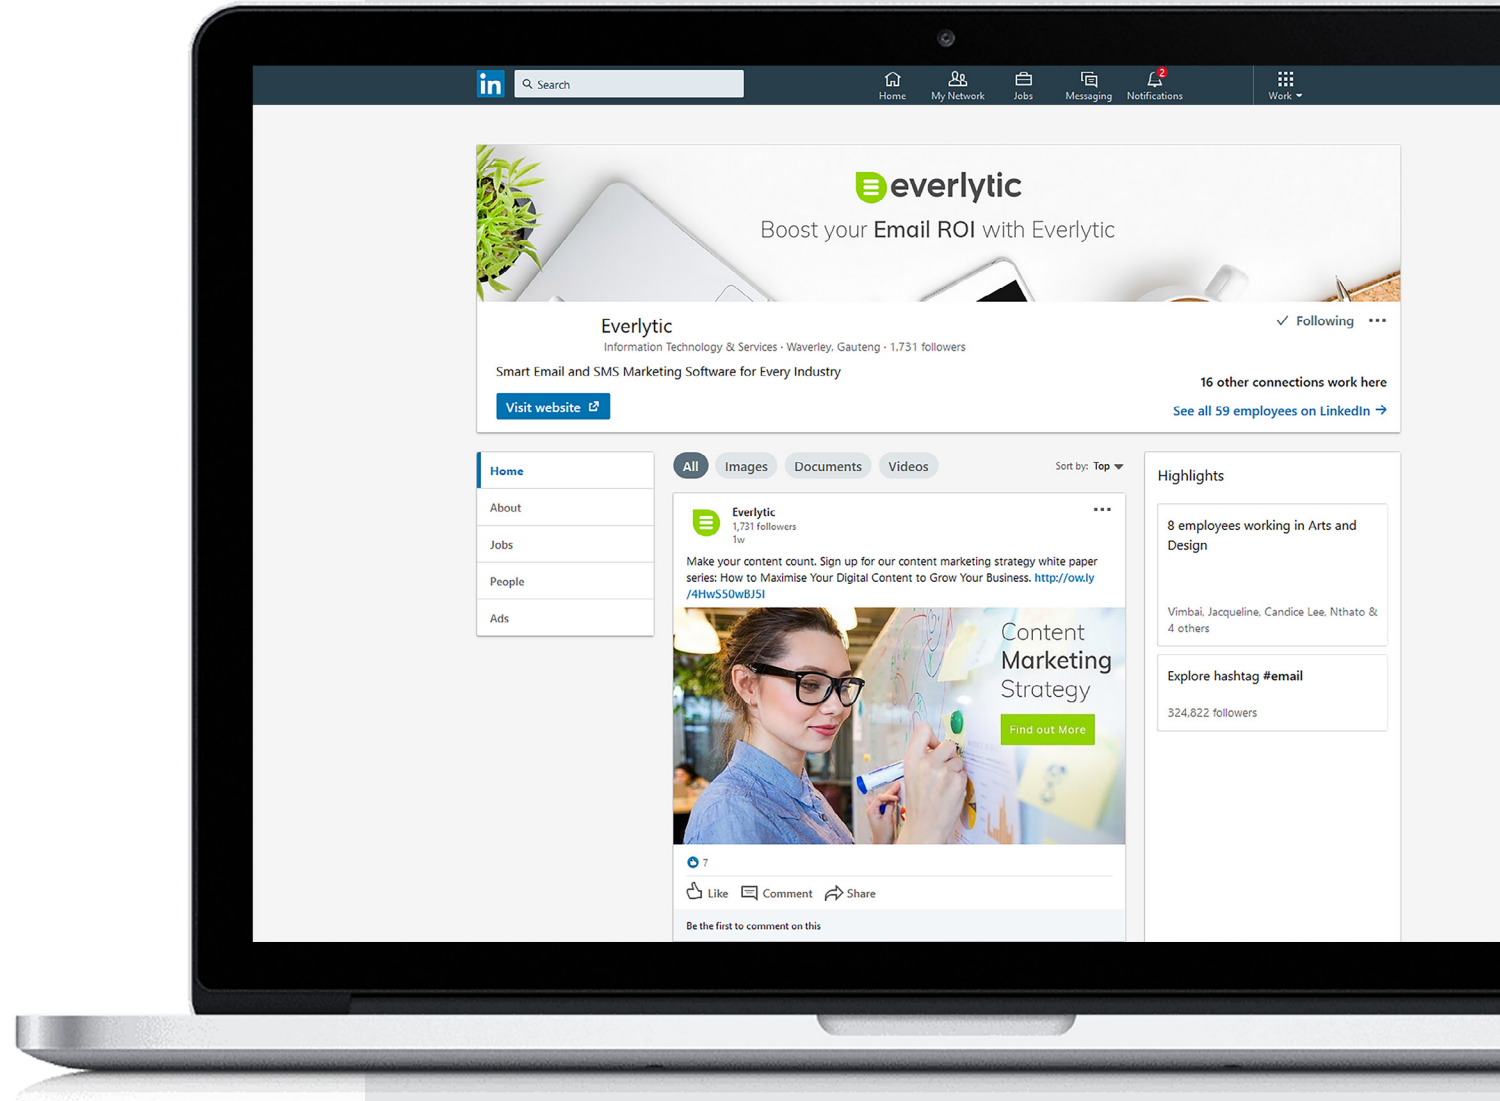 in
Search
Home
My Network
Jobs
Messaging
2
Notifications
Work
everlytic
Boost your Email ROI with Everlytic
Everlytic
Following
Information Technology & Services · Waverley, Gauteng · 1,731 followers
Smart Email and SMS Marketing Software for Every Industry
16 other connections work here
Visit website
See all 59 employees on LinkedIn
Home
About
Jobs
People
Ads
All
Images
Documents
Videos
Sort by: Top
Everlytic
1,731 followers
1w
Make your content count. Sign up for our content marketing strategy white paper
series: How to Maximise Your Digital Content to Grow Your Business. http://ow.ly
/4HwS50wBJ5I
Content
Marketing
Strategy
Find out More
7
Like
Comment
Share
Be the first to comment on this
Highlights
8 employees working in Arts and
Design
Vimbai, Jacqueline, Candice Lee, Nthato &
4 others
Explore hashtag #email
324,822 followers